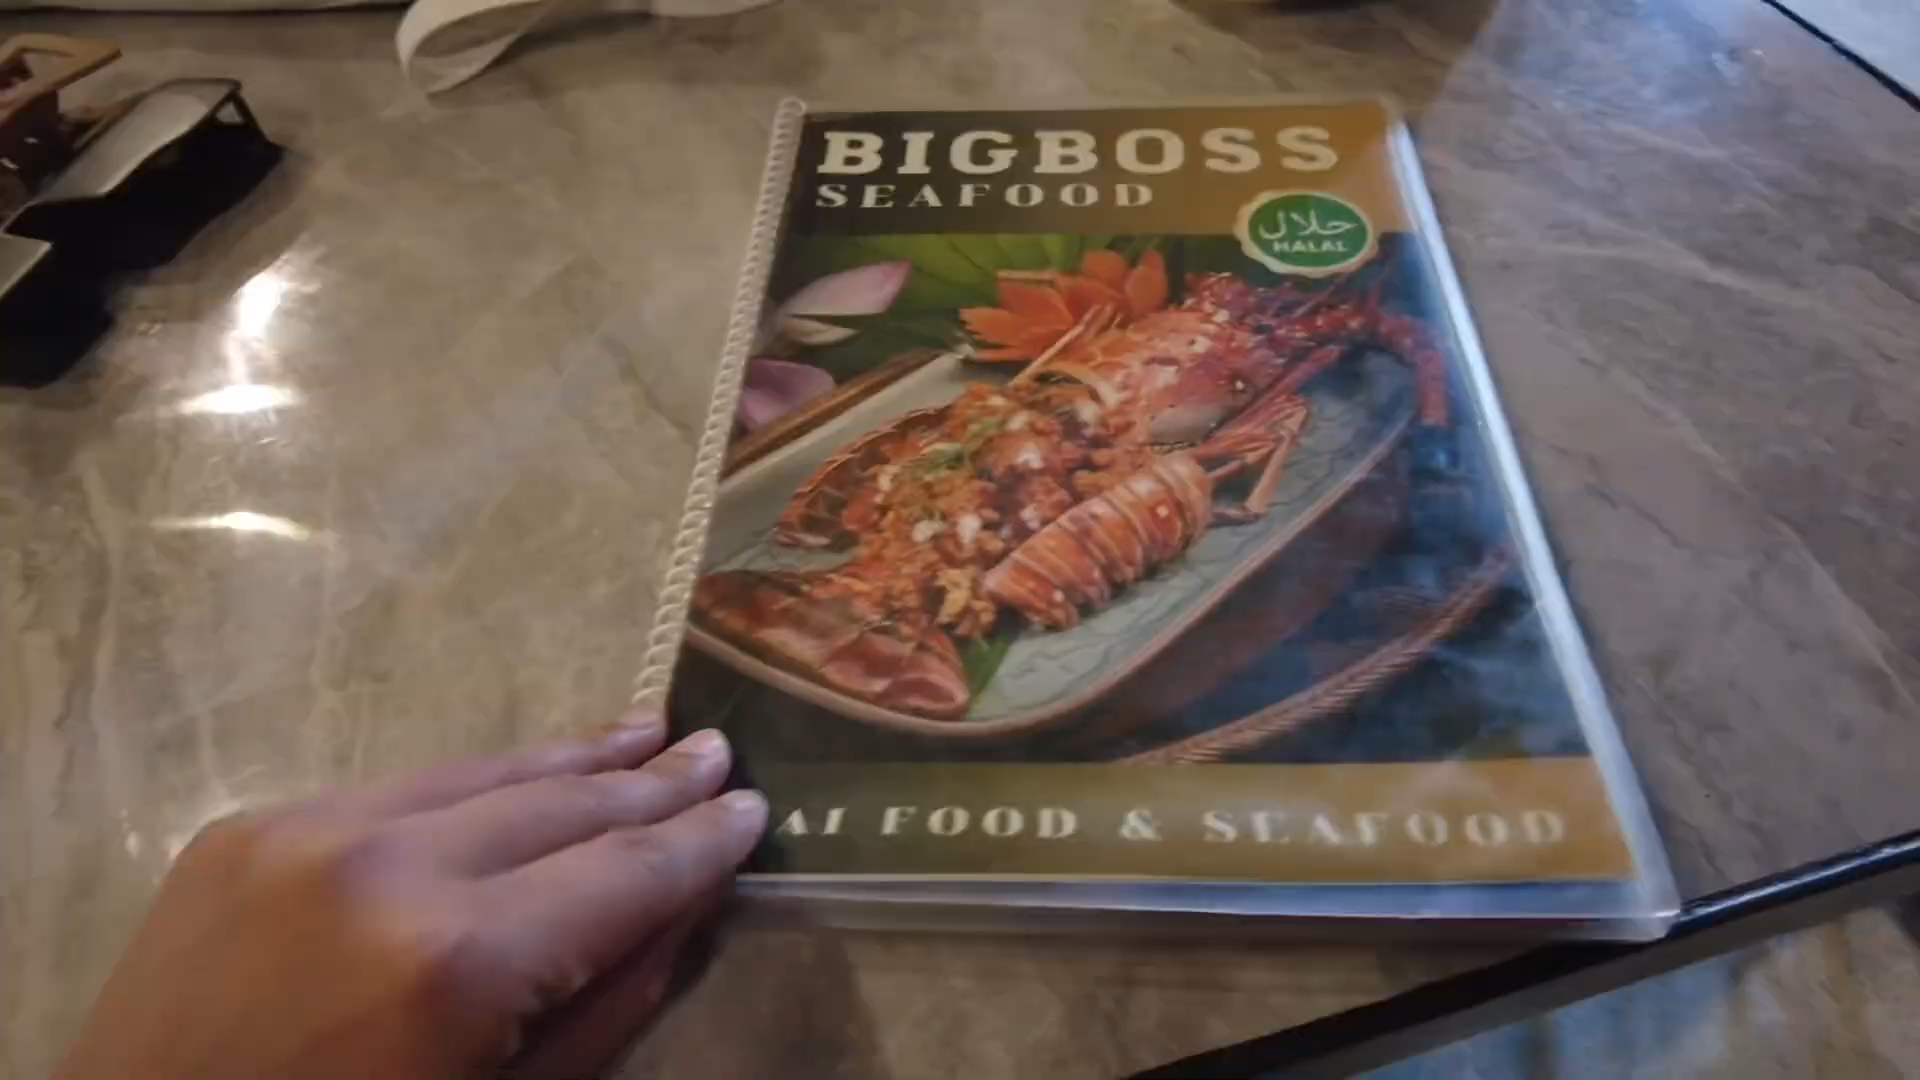 BIGBOSS
SEAFOOD
حلال
HALAL
AI FOOD & SEAFOOD